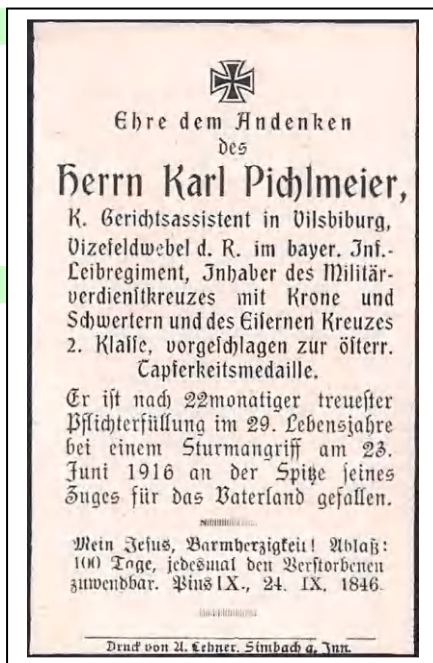 Ehre dem Andenken
des
Herrn Karl Pichlmeier,
K. Gerichtsassistent in Vilsbiburg,
Vizefeldwebel d. R. im bayer. Inf.-
Leibregiment, Inhaber des Militär-
verdienstkreuzes mit Krone und
Schwertern und des Eisernen Kreuzes
2. Klasse, vorgeschlagen zur österr.
Tapferkeitsmedaille.
Er ist nach 22monatiger treuester
Pflichterfüllung im 29. Lebensjahre
bei einem Sturmangriff am 23.
Juni 1916 an der Spitze seines
Zuges für das Vaterland gefallen.
Mein Jesus, Barmherzigkeit! Ablaß:
100 Tage, jedesmal den Verstorbenen
zuwendbar. Pius IX., 24. IX. 1846.
Druck von A. Lehner, Simbach a. Inn.